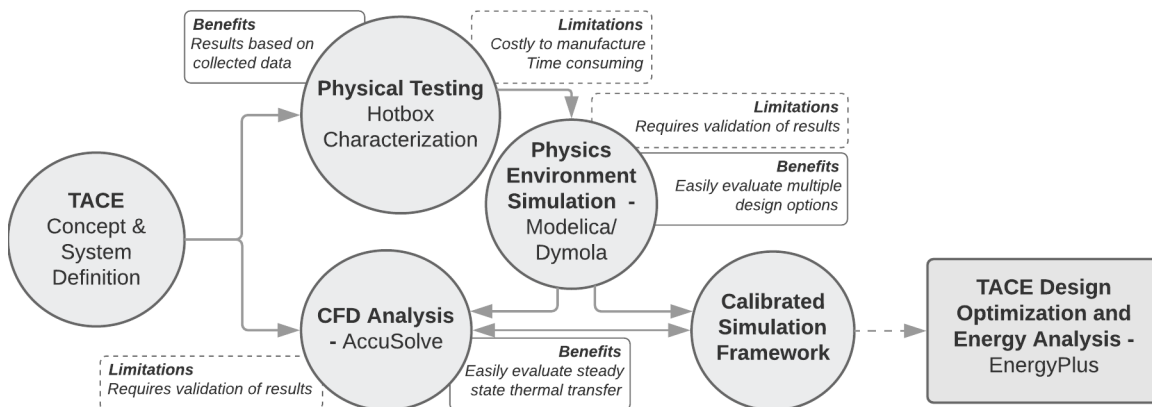 Benefits
Results based on
collected data
Physical Testing
Hotbox
Characterization
Limitations
Costly to manufacture
Time consuming
Limitations
Requires validation of results
Physics
Environment
Simulation -
Modelica/
Dymola
Benefits
Easily evaluate multiple
design options
TACE
Concept &
System
Definition
CFD Analysis
- AccuSolve
Limitations
Requires validation of results
Benefits
Easily evaluate steady
state thermal transfer
Calibrated
Simulation
Framework
TACE Design
Optimization and
Energy Analysis -
EnergyPlus